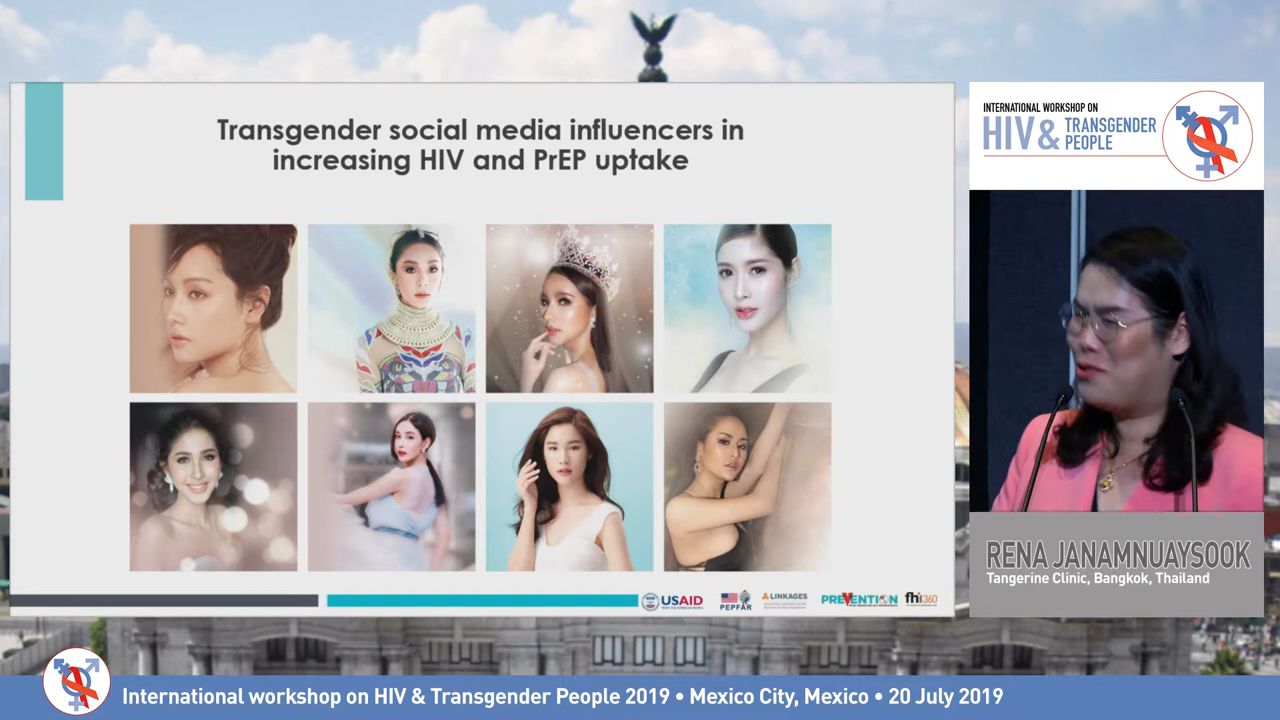 Transgender social media influencers in
increasing HIV and PrEP uptake
USAID
PEPFAR
LINKAGES
PREVENTION
fhi360
INTERNATIONAL WORKSHOP ON
HIV & TRANSGENDER
PEOPLE
RENA JANAMNUAYSOOK
Tangerine Clinic, Bangkok, Thailand
International workshop on HIV & Transgender People 2019 • Mexico City, Mexico • 20 July 2019